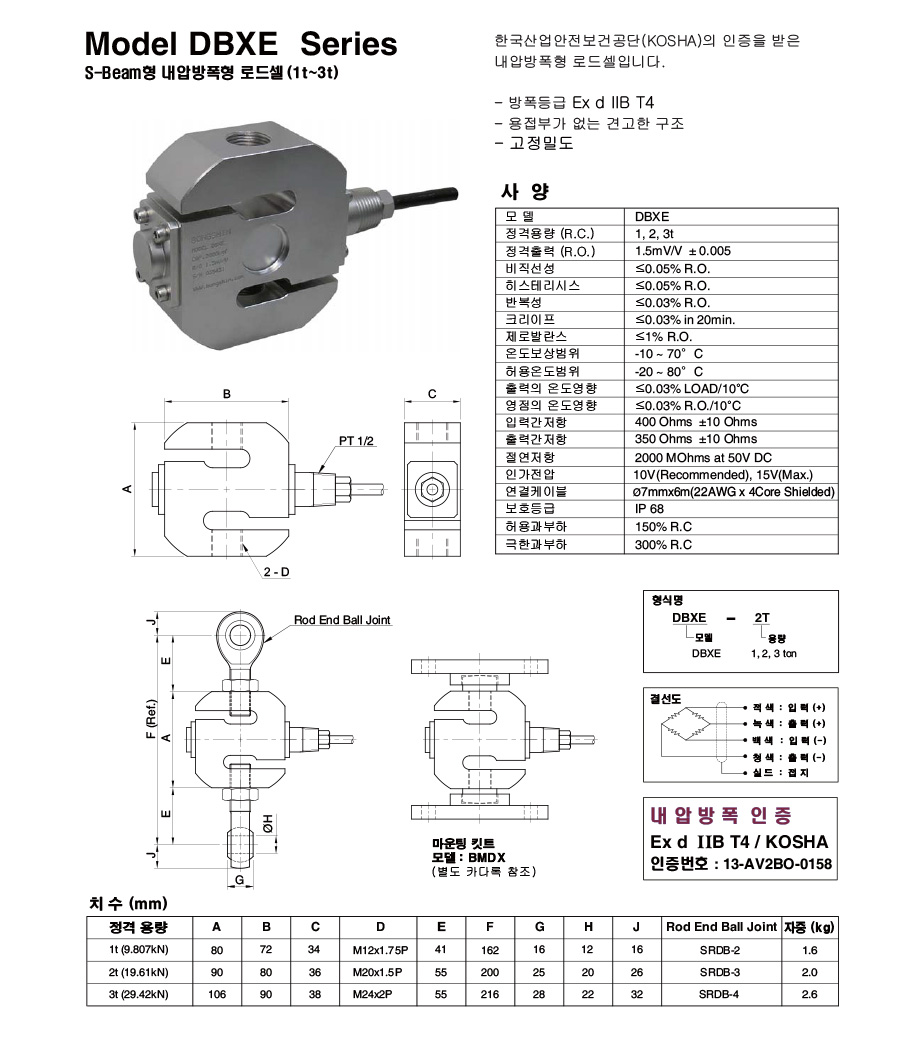 Model DBXE Series
S-Beam형 내압방폭형 로드셀 (1t~3t)
한국산업안전보건공단(KOSHA)의 인증을 받은
내압방폭형 로드셀입니다.
- 방폭등급 Ex d IIB T4
- 용접부가 없는 견고한 구조
- 고정밀도
사 양
모 델 DBXE
정격용량 (R.C.) 1, 2, 3t
정격출력 (R.O.) 1.5mV/V ± 0.005
비직선성 ≤0.05% R.O.
히스테리시스 ≤0.05% R.O.
반복성 ≤0.03% R.O.
크리이프 ≤0.03% in 20min.
제로발란스 ≤1% R.O.
온도보상범위 -10 ~ 70° C
허용온도범위 -20 ~ 80° C
출력의 온도영향 ≤0.03% LOAD/10°C
영점의 온도영향 ≤0.03% R.O./10°C
입력간저항 400 Ohms ±10 Ohms
출력간저항 350 Ohms ±10 Ohms
절연저항 2000 MOhms at 50V DC
인가전압 10V(Recommended), 15V(Max.)
연결케이블 ø7mmx6m(22AWG x 4Core Shielded)
보호등급 IP 68
허용과부하 150% R.C
극한과부하 300% R.C
B
C
PT 1/2
A
2 - D
Rod End Ball Joint
J
E
F (Ref.)
A
E
J
ØH
G
마운팅 킷트
모델 : BMDX
(별도 카다록 참조)
형식명
DBXE - 2T
모델 용량
DBXE 1, 2, 3 ton
결선도
적색 : 입력 (+)
녹색 : 출력 (+)
백색 : 입력 (-)
청색 : 출력 (-)
실드 : 접지
내압방폭 인증
Ex d IIB T4 / KOSHA
인증번호 : 13-AV2BO-0158
치수 (mm)
정격 용량 A B C D E F G H J Rod End Ball Joint 자중 (kg)
1t (9.807kN) 80 72 34 M12x1.75P 41 162 16 12 16 SRDB-2 1.6
2t (19.61kN) 90 80 36 M20x1.5P 55 200 25 20 26 SRDB-3 2.0
3t (29.42kN) 106 90 38 M24x2P 55 216 28 22 32 SRDB-4 2.6